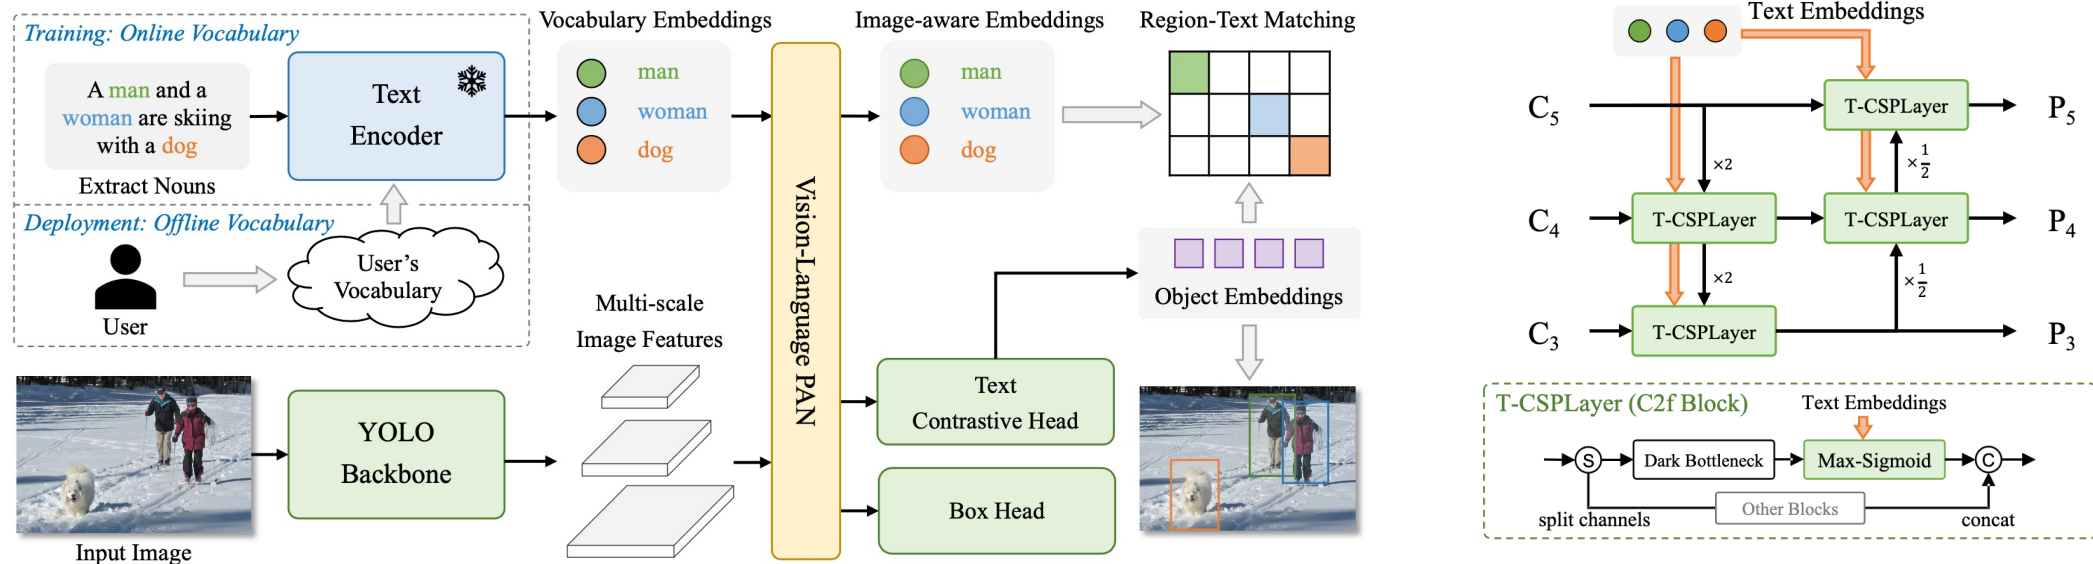 Training: Online Vocabulary
A man and a
woman are skiing
with a dog
Extract Nouns
Text
Encoder
Deployment: Offline Vocabulary
User
User's
Vocabulary
Input Image
YOLO
Backbone
Vocabulary Embeddings
man
woman
dog
Multi-scale
Image Features
Vision-Language PAN
Image-aware Embeddings
man
woman
dog
Text
Contrastive Head
Box Head
Region-Text Matching
Object Embeddings
Text Embeddings
C5
T-CSPLayer
P5
×2
×1/2
C4
T-CSPLayer
T-CSPLayer
P4
×2
×1/2
C3
T-CSPLayer
P3
T-CSPLayer (C2f Block)
Text Embeddings
S
Dark Bottleneck
Max-Sigmoid
C
Other Blocks
split channels
concat